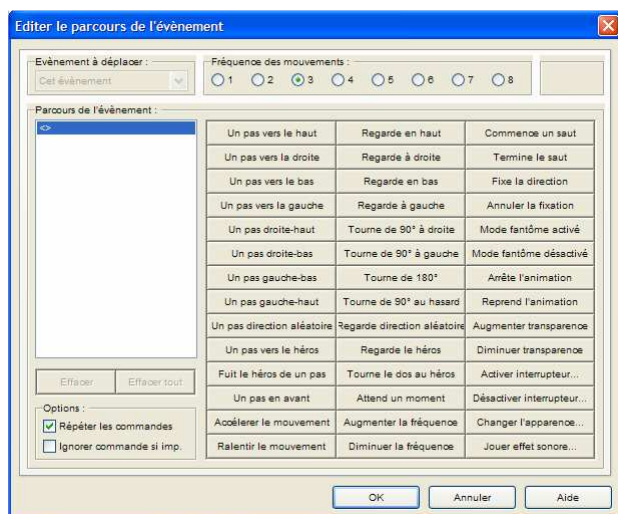 Editer le parcours de l'évènement
Evènement à déplacer :
Cet évènement
Fréquence des mouvements :
1 2 3 4 5 6 7 8
Parcours de l'évènement :
<>
Un pas vers le haut Regarde en haut Commence un saut
Un pas vers la droite Regarde à droite Termine le saut
Un pas vers le bas Regarde en bas Fixe la direction
Un pas vers la gauche Regarde à gauche Annuler la fixation
Un pas droite-haut Tourne de 90° à droite Mode fantôme activé
Un pas droite-bas Tourne de 90° à gauche Mode fantôme désactivé
Un pas gauche-bas Tourne de 180° Arrête l'animation
Un pas gauche-haut Tourne de 90° au hasard Reprend l'animation
Un pas direction aléatoire Regarde direction aléatoire Augmenter transparence
Un pas vers le héros Regarde le héros Diminuer transparence
Fuit le héros de un pas Tourne le dos au héros Activer interrupteur...
Un pas en avant Attend un moment Désactiver interrupteur...
Accélerer le mouvement Augmenter la fréquence Changer l'apparence...
Ralentir le mouvement Diminuer la fréquence Jouer effet sonore...
Effacer Effacer tout
Options :
Répéter les commandes
Ignorer commande si imp.
OK Annuler Aide